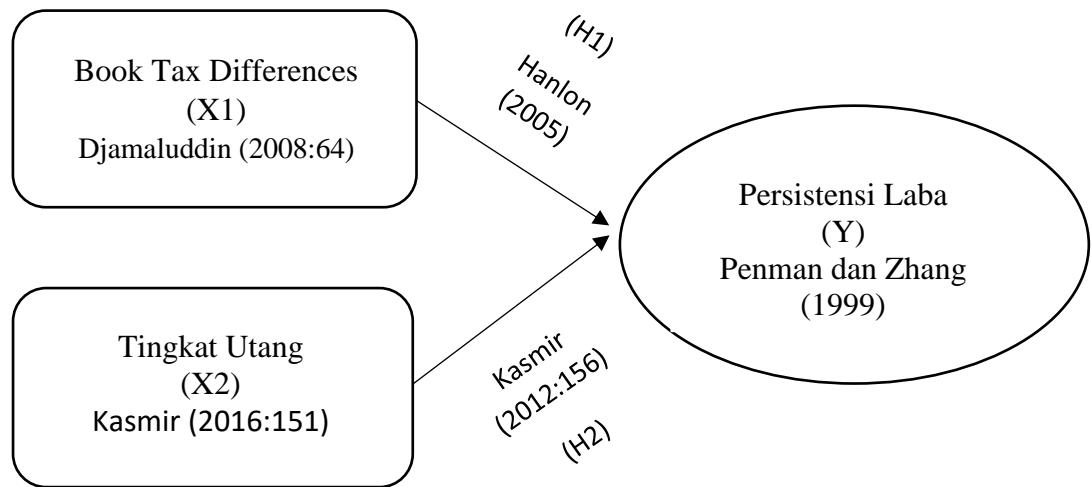 Book Tax Differences
(X1)
Djamaluddin (2008:64)
(H1)
Hanlon
(2005)
Persistensi Laba
(Y)
Penman dan Zhang
(1999)
Tingkat Utang
(X2)
Kasmir (2016:151)
Kasmir
(2012:156)
(H2)